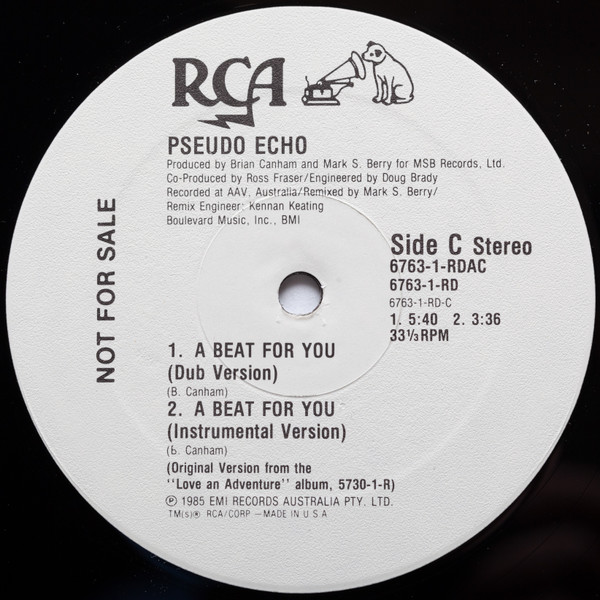 RCA
PSEUDO ECHO
Produced by Brian Canham and Mark S. Berry for MSB Records, Ltd.
Co-Produced by Ross Fraser/Engineered by Doug Brady
Recorded at AAV, Australia/Remixed by Mark S. Berry/
Remix Engineer: Kennan Keating
Boulevard Music, Inc., BMI
NOT FOR SALE
Side C Stereo
6763-1-RDAC
6763-1-RD
6763-1-RD-C
1. 5:40 2. 3:36
33⅓RPM
1. A BEAT FOR YOU
(Dub Version)
(B. Canham)
2. A BEAT FOR YOU
(Instrumental Version)
(B. Canham)
(Original Version from the
"Love an Adventure" album, 5730-1-R)
℗ 1985 EMI RECORDS AUSTRALIA PTY. LTD.
TM(s)® RCA/CORP —MADE IN U.S.A